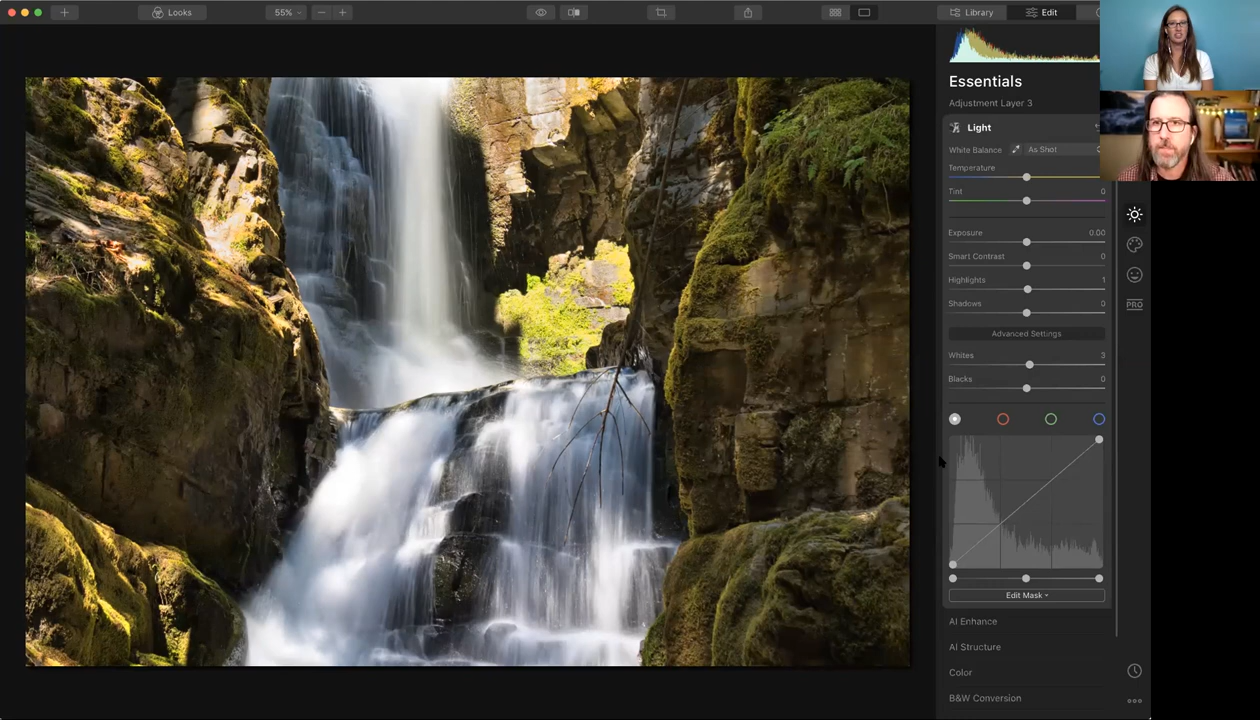 Looks
55%
Library
Edit
Essentials
Adjustment Layer 3
Light
White Balance
As Shot
Temperature
Tint
0
Exposure
0.00
Smart Contrast
0
Highlights
1
Shadows
0
Advanced Settings
Whites
3
Blacks
0
PRO
Edit Mask
AI Enhance
AI Structure
Color
B&W Conversion